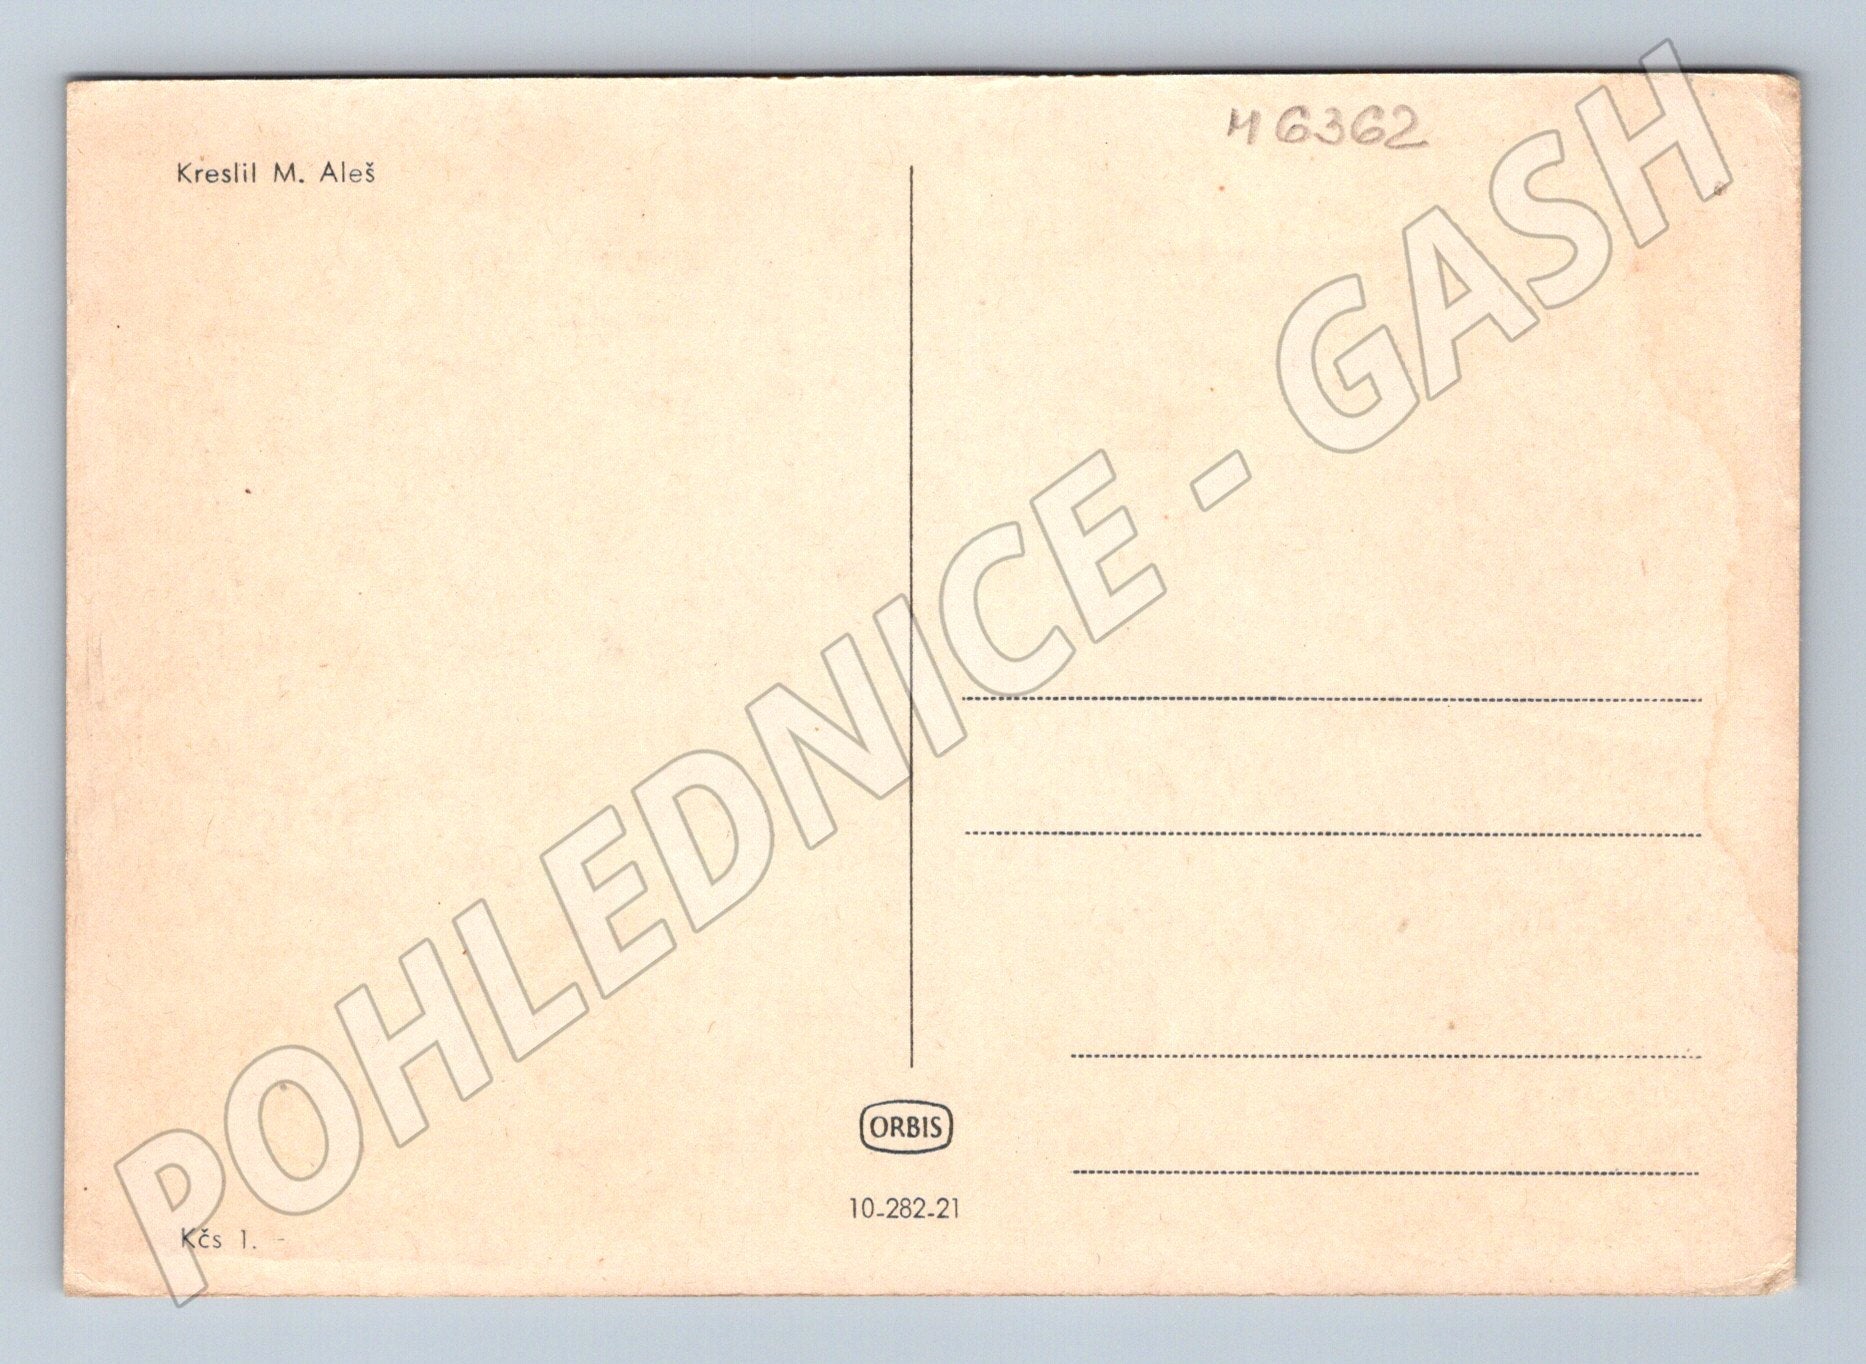 M 6362
Kreslil M. Aleš
POHLEDNICE - GASH
ORBIS
10-282-21
Kčs 1.-